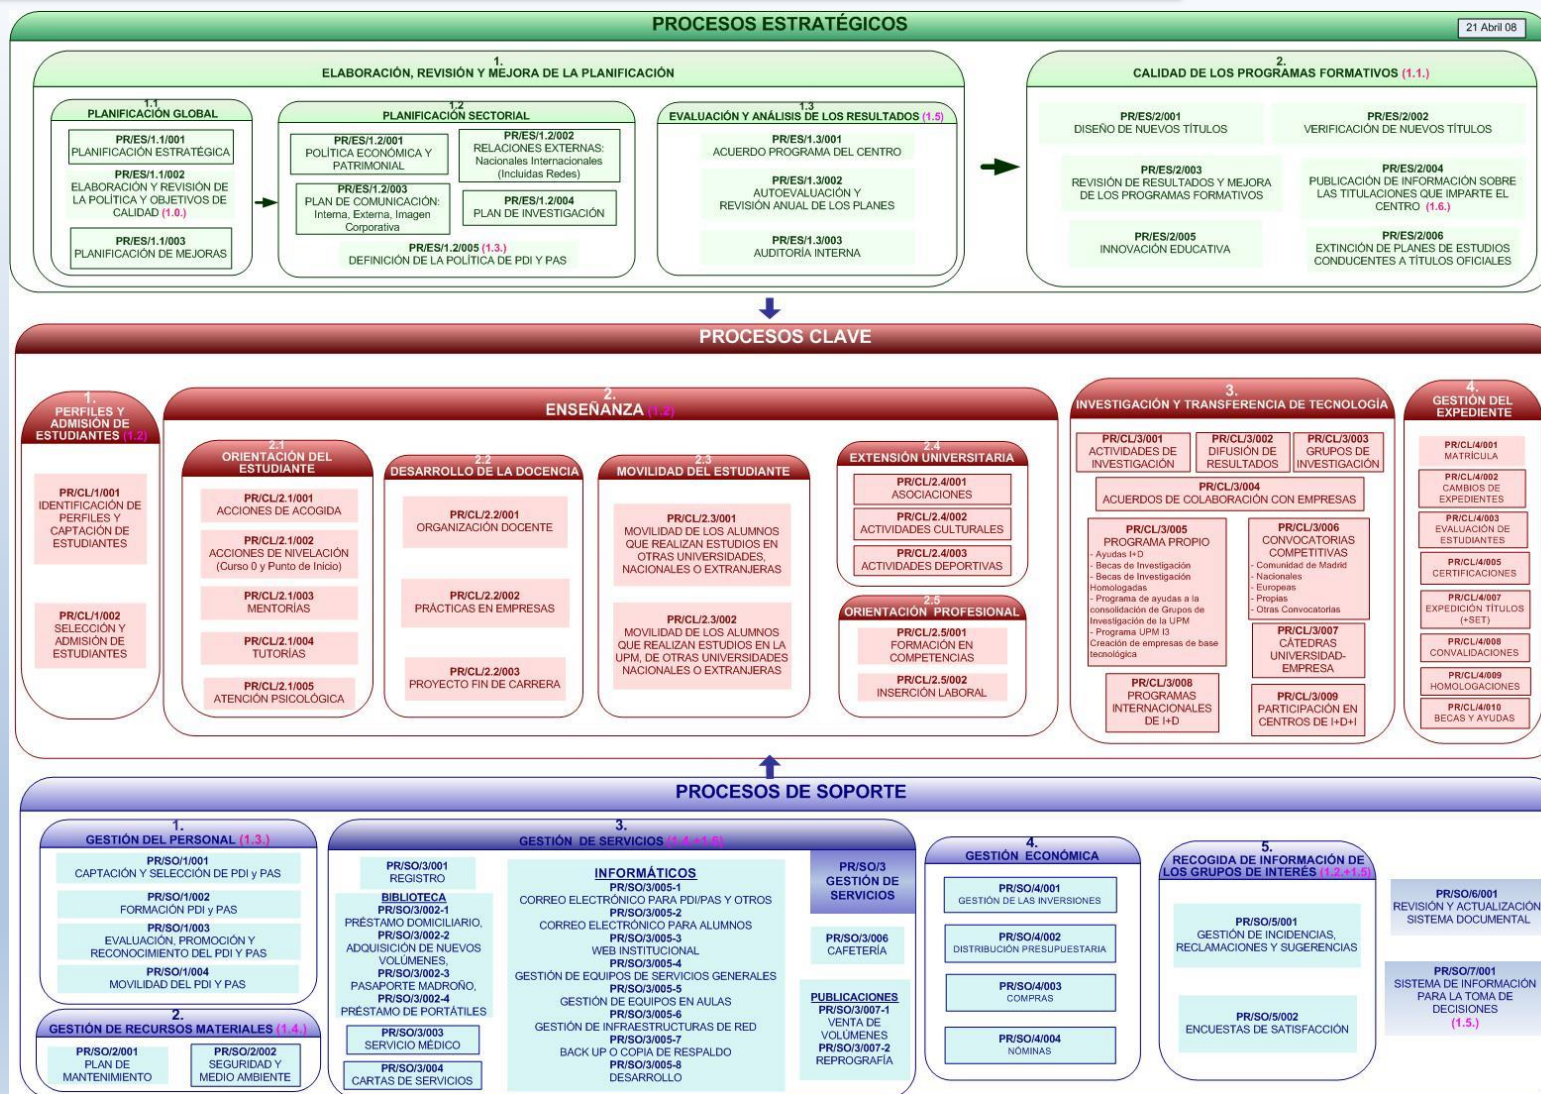 PROCESOS ESTRATÉGICOS
21 Abril 08
1.
ELABORACIÓN, REVISIÓN Y MEJORA DE LA PLANIFICACIÓN
1.1
PLANIFICACIÓN GLOBAL
PR/ES/1.1/001
PLANIFICACIÓN ESTRATÉGICA
PR/ES/1.1/002
ELABORACIÓN Y REVISIÓN DE
LA POLÍTICA Y OBJETIVOS DE
CALIDAD (1.0.)
PR/ES/1.1/003
PLANIFICACIÓN DE MEJORAS
1.2
PLANIFICACIÓN SECTORIAL
PR/ES/1.2/001
POLÍTICA ECONÓMICA Y
PATRIMONIAL
PR/ES/1.2/002
RELACIONES EXTERNAS:
Nacionales Internacionales
(Incluidas Redes)
PR/ES/1.2/003
PLAN DE COMUNICACIÓN:
Interna, Externa, Imagen
Corporativa
PR/ES/1.2/004
PLAN DE INVESTIGACIÓN
PR/ES/1.2/005 (1.3.)
DEFINICIÓN DE LA POLÍTICA DE PDI Y PAS
1.3
EVALUACIÓN Y ANÁLISIS DE LOS RESULTADOS (1.5)
PR/ES/1.3/001
ACUERDO PROGRAMA DEL CENTRO
PR/ES/1.3/002
AUTOEVALUACIÓN Y
REVISIÓN ANUAL DE LOS PLANES
PR/ES/1.3/003
AUDITORÍA INTERNA
2.
CALIDAD DE LOS PROGRAMAS FORMATIVOS (1.1.)
PR/ES/2/001
DISEÑO DE NUEVOS TÍTULOS
PR/ES/2/002
VERIFICACIÓN DE NUEVOS TÍTULOS
PR/ES/2/003
REVISIÓN DE RESULTADOS Y MEJORA
DE LOS PROGRAMAS FORMATIVOS
PR/ES/2/004
PUBLICACIÓN DE INFORMACIÓN SOBRE
LAS TITULACIONES QUE IMPARTE EL
CENTRO (1.6.)
PR/ES/2/005
INNOVACIÓN EDUCATIVA
PR/ES/2/006
EXTINCIÓN DE PLANES DE ESTUDIOS
CONDUCENTES A TÍTULOS OFICIALES
PROCESOS CLAVE
1.
PERFILES Y
ADMISIÓN DE
ESTUDIANTES (1.2)
PR/CL/1/001
IDENTIFICACIÓN DE
PERFILES Y
CAPTACIÓN DE
ESTUDIANTES
PR/CL/1/002
SELECCIÓN Y
ADMISIÓN DE
ESTUDIANTES
2.
ENSEÑANZA (1.2)
2.1
ORIENTACIÓN DEL
ESTUDIANTE
PR/CL/2.1/001
ACCIONES DE ACOGIDA
PR/CL/2.1/002
ACCIONES DE NIVELACIÓN
(Curso 0 y Punto de Inicio)
PR/CL/2.1/003
MENTORÍAS
PR/CL/2.1/004
TUTORÍAS
PR/CL/2.1/005
ATENCIÓN PSICOLÓGICA
2.2
DESARROLLO DE LA DOCENCIA
PR/CL/2.2/001
ORGANIZACIÓN DOCENTE
PR/CL/2.2/002
PRÁCTICAS EN EMPRESAS
PR/CL/2.2/003
PROYECTO FIN DE CARRERA
2.3
MOVILIDAD DEL ESTUDIANTE
PR/CL/2.3/001
MOVILIDAD DE LOS ALUMNOS
QUE REALIZAN ESTUDIOS EN
OTRAS UNIVERSIDADES,
NACIONALES O EXTRANJERAS
PR/CL/2.3/002
MOVILIDAD DE LOS ALUMNOS
QUE REALIZAN ESTUDIOS EN LA
UPM, DE OTRAS UNIVERSIDADES
NACIONALES O EXTRANJERAS
2.4
EXTENSIÓN UNIVERSITARIA
PR/CL/2.4/001
ASOCIACIONES
PR/CL/2.4/002
ACTIVIDADES CULTURALES
PR/CL/2.4/003
ACTIVIDADES DEPORTIVAS
2.5
ORIENTACIÓN PROFESIONAL
PR/CL/2.5/001
FORMACIÓN EN
COMPETENCIAS
PR/CL/2.5/002
INSERCIÓN LABORAL
3.
INVESTIGACIÓN Y TRANSFERENCIA DE TECNOLOGÍA
PR/CL/3/001
ACTIVIDADES DE
INVESTIGACIÓN
PR/CL/3/002
DIFUSIÓN DE
RESULTADOS
PR/CL/3/003
GRUPOS DE
INVESTIGACIÓN
PR/CL/3/004
ACUERDOS DE COLABORACIÓN CON EMPRESAS
PR/CL/3/005
PROGRAMA PROPIO
- Ayudas I+D
- Becas de Investigación
- Becas de Investigación
Homologadas
- Programa de ayudas a la
consolidación de Grupos de
Investigación de la UPM
- Programa UPM I3
Creación de empresas de base
tecnológica
PR/CL/3/006
CONVOCATORIAS
COMPETITIVAS
- Comunidad de Madrid
- Nacionales
- Europeas
- Propias
- Otras Convocatorias
PR/CL/3/007
CÁTEDRAS
UNIVERSIDAD-
EMPRESA
PR/CL/3/008
PROGRAMAS
INTERNACIONALES
DE I+D
PR/CL/3/009
PARTICIPACIÓN EN
CENTROS DE I+D+I
4.
GESTIÓN DEL
EXPEDIENTE
PR/CL/4/001
MATRÍCULA
PR/CL/4/002
CAMBIOS DE
EXPEDIENTES
PR/CL/4/003
EVALUACIÓN DE
ESTUDIANTES
PR/CL/4/005
CERTIFICACIONES
PR/CL/4/007
EXPEDICIÓN TÍTULOS
(+SET)
PR/CL/4/008
CONVALIDACIONES
PR/CL/4/009
HOMOLOGACIONES
PR/CL/4/010
BECAS Y AYUDAS
PROCESOS DE SOPORTE
1.
GESTIÓN DEL PERSONAL (1.3.)
PR/SO/1/001
CAPTACIÓN Y SELECCIÓN DE PDI y PAS
PR/SO/1/002
FORMACIÓN PDI y PAS
PR/SO/1/003
EVALUACIÓN, PROMOCIÓN Y
RECONOCIMIENTO DEL PDI Y PAS
PR/SO/1/004
MOVILIDAD DEL PDI Y PAS
2.
GESTIÓN DE RECURSOS MATERIALES (1.4.)
PR/SO/2/001
PLAN DE
MANTENIMIENTO
PR/SO/2/002
SEGURIDAD Y
MEDIO AMBIENTE
3.
GESTIÓN DE SERVICIOS (1.4.+1.6)
PR/SO/3/001
REGISTRO
BIBLIOTECA
PR/SO/3/002-1
PRÉSTAMO DOMICILIARIO,
PR/SO/3/002-2
ADQUISICIÓN DE NUEVOS
VOLÚMENES,
PR/SO/3/002-3
PASAPORTE MADROÑO,
PR/SO/3/002-4
PRÉSTAMO DE PORTÁTILES
PR/SO/3/003
SERVICIO MÉDICO
PR/SO/3/004
CARTAS DE SERVICIOS
INFORMÁTICOS
PR/SO/3/005-1
CORREO ELECTRÓNICO PARA PDI/PAS Y OTROS
PR/SO/3/005-2
CORREO ELECTRÓNICO PARA ALUMNOS
PR/SO/3/005-3
WEB INSTITUCIONAL
PR/SO/3/005-4
GESTIÓN DE EQUIPOS DE SERVICIOS GENERALES
PR/SO/3/005-5
GESTIÓN DE EQUIPOS EN AULAS
PR/SO/3/005-6
GESTIÓN DE INFRAESTRUCTURAS DE RED
PR/SO/3/005-7
BACK UP O COPIA DE RESPALDO
PR/SO/3/005-8
DESARROLLO
PR/SO/3
GESTIÓN DE
SERVICIOS
PR/SO/3/006
CAFETERÍA
PUBLICACIONES
PR/SO/3/007-1
VENTA DE
VOLÚMENES
PR/SO/3/007-2
REPROGRAFÍA
4.
GESTIÓN ECONÓMICA
PR/SO/4/001
GESTIÓN DE LAS INVERSIONES
PR/SO/4/002
DISTRIBUCIÓN PRESUPUESTARIA
PR/SO/4/003
COMPRAS
PR/SO/4/004
NÓMINAS
5.
RECOGIDA DE INFORMACIÓN DE
LOS GRUPOS DE INTERÉS (1.2.+1.5)
PR/SO/5/001
GESTIÓN DE INCIDENCIAS,
RECLAMACIONES Y SUGERENCIAS
PR/SO/5/002
ENCUESTAS DE SATISFACCIÓN
PR/SO/6/001
REVISIÓN Y ACTUALIZACIÓN
SISTEMA DOCUMENTAL
PR/SO/7/001
SISTEMA DE INFORMACIÓN
PARA LA TOMA DE
DECISIONES
(1.5.)